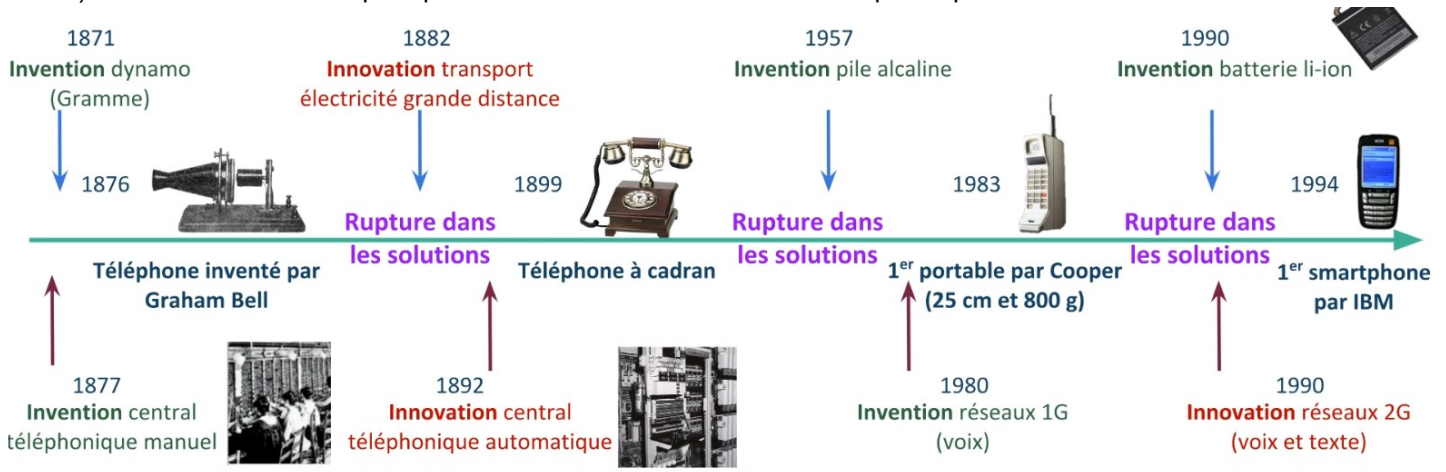 1871
Invention dynamo
(Gramme)
1882
Innovation transport
électricité grande distance
1957
Invention pile alcaline
1990
Invention batterie li-ion
1876
1899
1983
1994
Rupture dans
les solutions
Rupture dans
les solutions
Rupture dans
les solutions
Téléphone inventé par
Graham Bell
Téléphone à cadran
1er portable par Cooper
(25 cm et 800 g)
1er smartphone
par IBM
1877
Invention central
téléphonique manuel
1892
Innovation central
téléphonique automatique
1980
Invention réseaux 1G
(voix)
1990
Innovation réseaux 2G
(voix et texte)